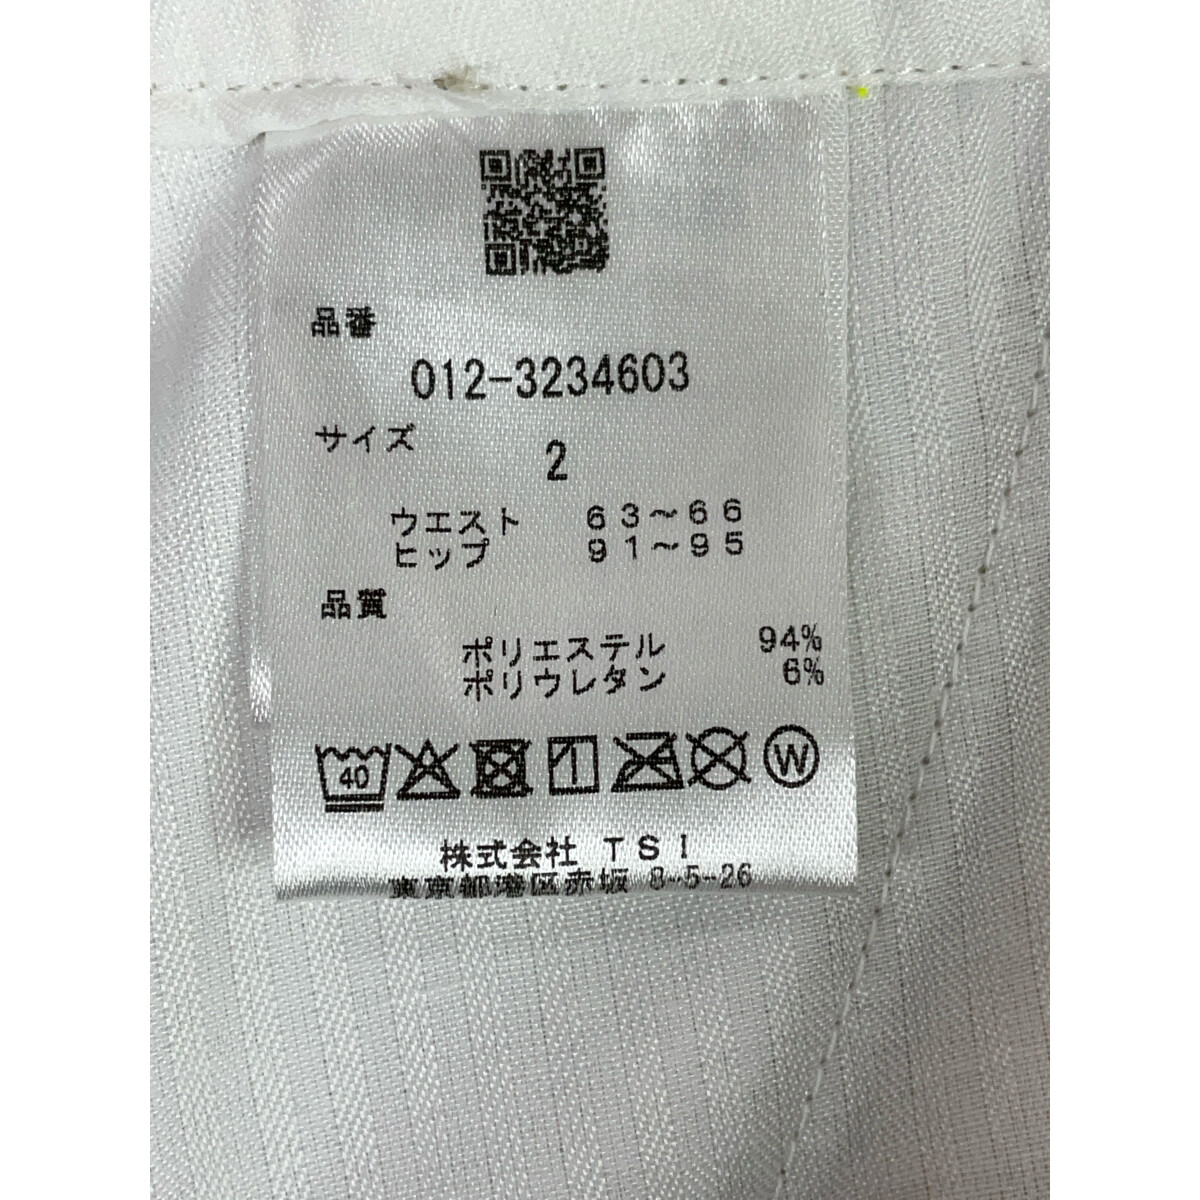 品番
012-3234603
サイズ
2
ウエスト 63~66
ヒップ 91~95
品質
ポリエステル 94%
ポリウレタン 6%
40 W
株式会社 TSI
東京都港区赤坂 8-5-26